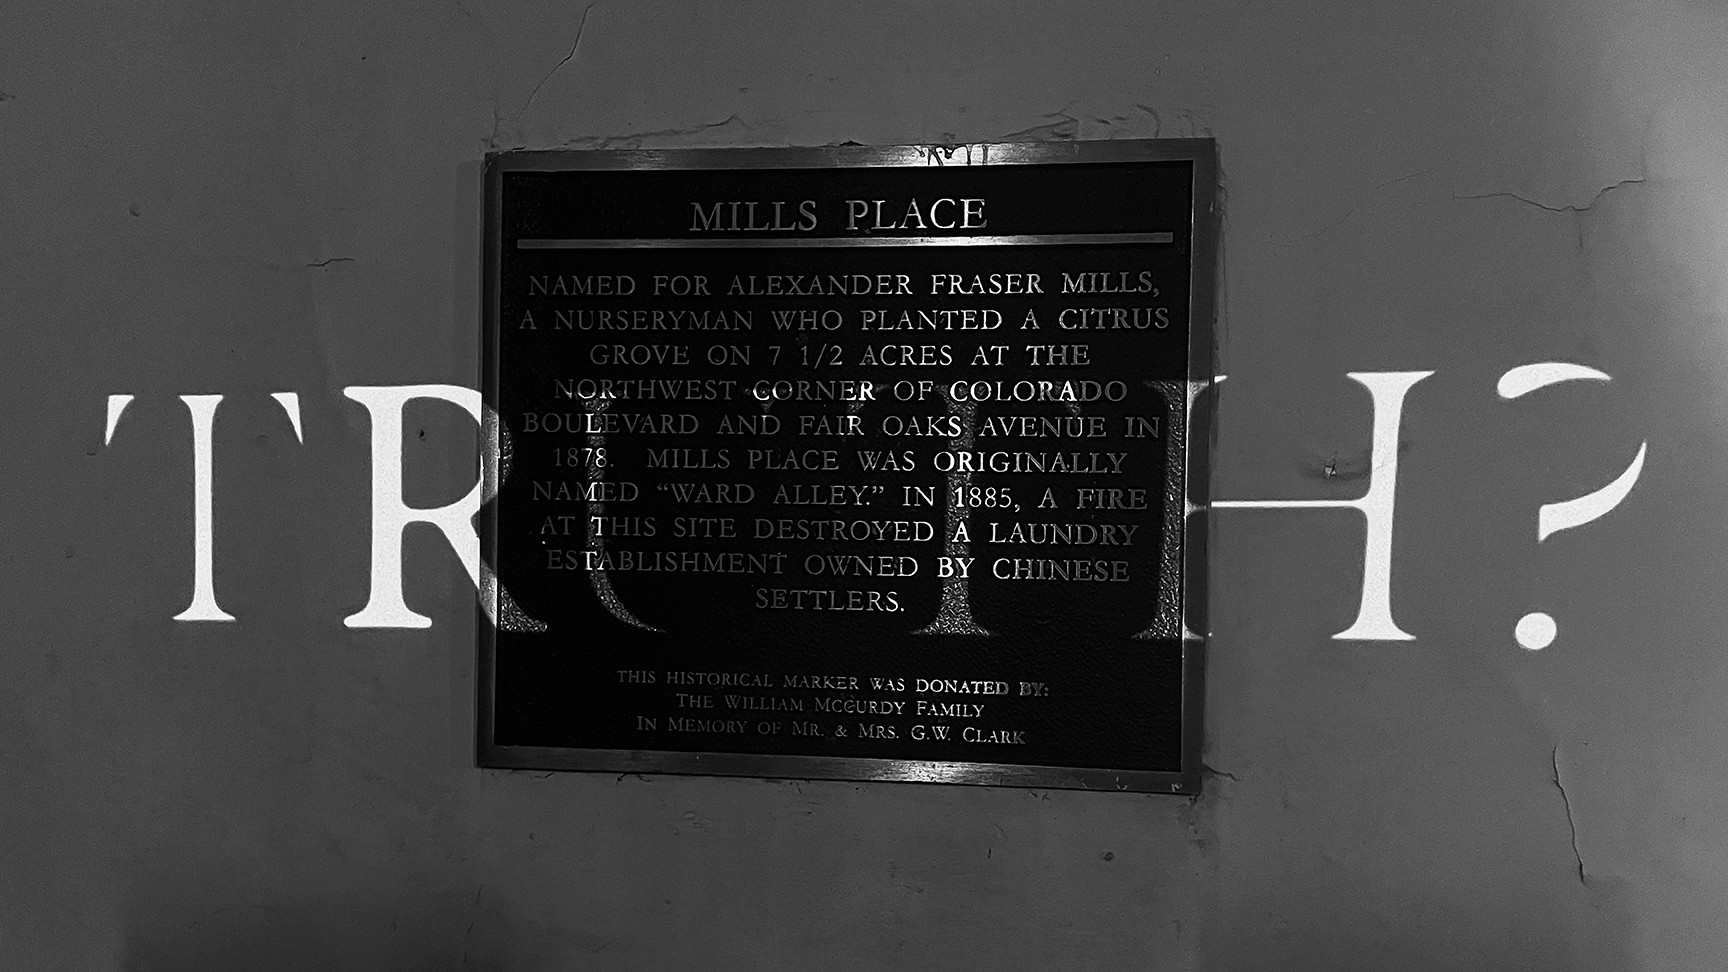 MILLS PLACE
NAMED FOR ALEXANDER FRASER MILLS,
A NURSERYMAN WHO PLANTED A CITRUS
GROVE ON 7 1/2 ACRES AT THE
NORTHWEST CORNER OF COLORADO
BOULEVARD AND FAIR OAKS AVENUE IN
1878. MILLS PLACE WAS ORIGINALLY
NAMED “WARD ALLEY.” IN 1885, A FIRE
AT THIS SITE DESTROYED A LAUNDRY
ESTABLISHMENT OWNED BY CHINESE
SETTLERS.
THIS HISTORICAL MARKER WAS DONATED BY:
THE WILLIAM MCCURDY FAMILY
IN MEMORY OF MR. & MRS. G.W. CLARK
TRUTH?